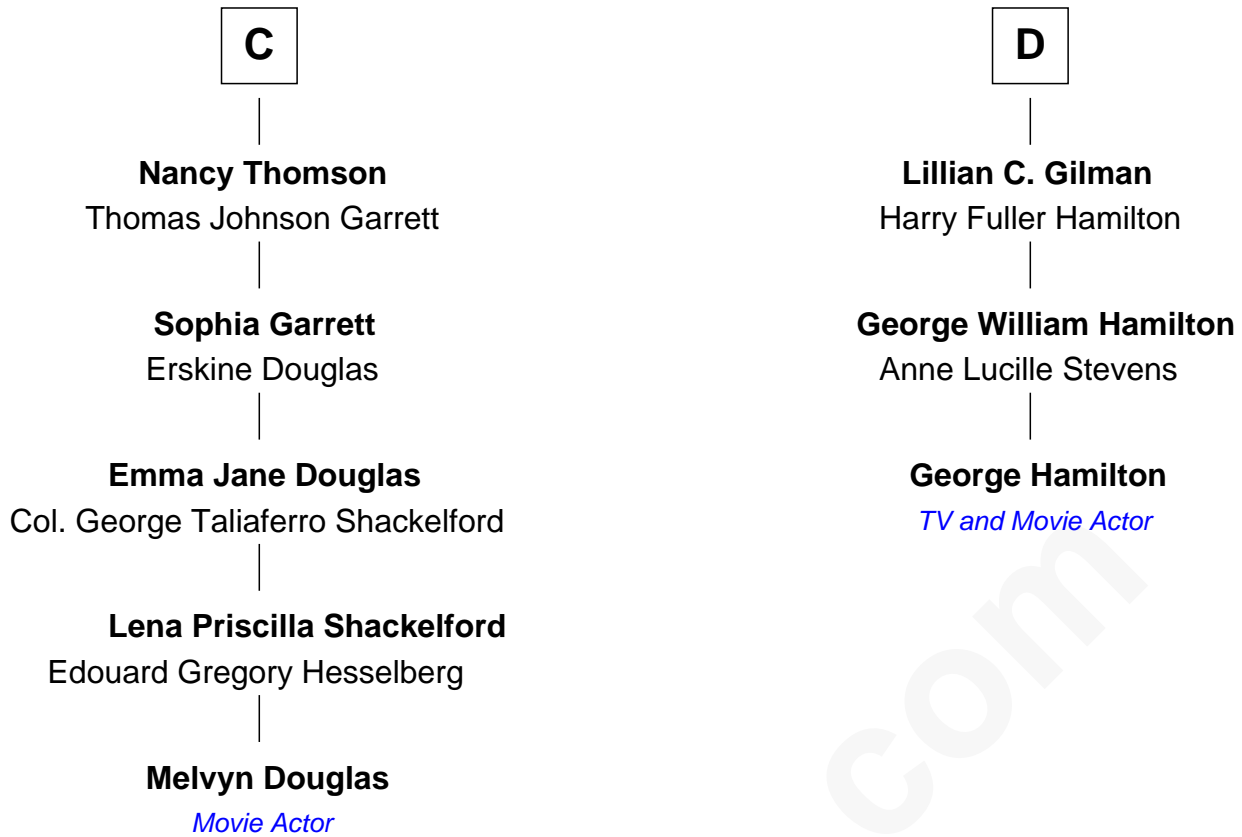 C
Nancy Thomson
Thomas Johnson Garrett
Sophia Garrett
Erskine Douglas
Emma Jane Douglas
Col. George Taliaferro Shackelford
Lena Priscilla Shackelford
Edouard Gregory Hesselberg
Melvyn Douglas
Movie Actor
D
Lillian C. Gilman
Harry Fuller Hamilton
George William Hamilton
Anne Lucille Stevens
George Hamilton
TV and Movie Actor
com